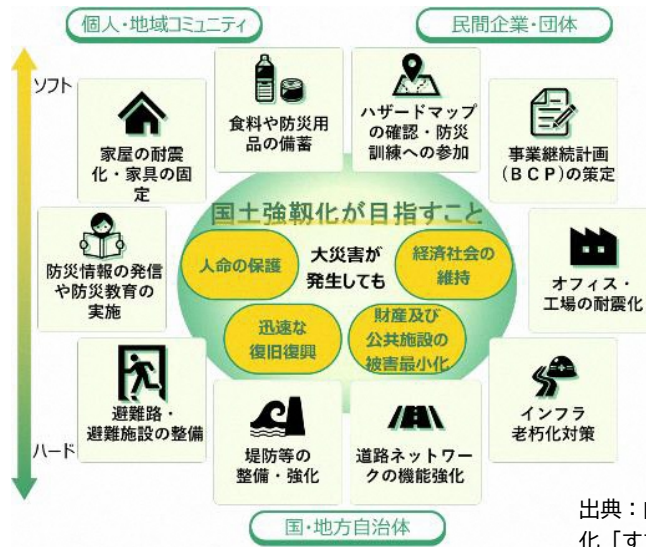 個人・地域コミュニティ
民間企業・団体
ソフト
家屋の耐震
化・家具の固
定
食料や防災用
品の備蓄
ハザードマップ
の確認・防災
訓練への参加
事業継続計画
(BCP)の策定
国土強靱化が目指すこと
人命の保護
大災害が
発生しても
経済社会の
維持
迅速な
復旧復興
財産及び
公共施設の
被害最小化
防災情報の発信
や防災教育の
実施
オフィス・
工場の耐震化
避難路・
避難施設の整備
堤防等の
整備・強化
道路ネットワー
クの機能強化
インフラ
老朽化対策
ハード
国・地方自治体
出典:
化「す